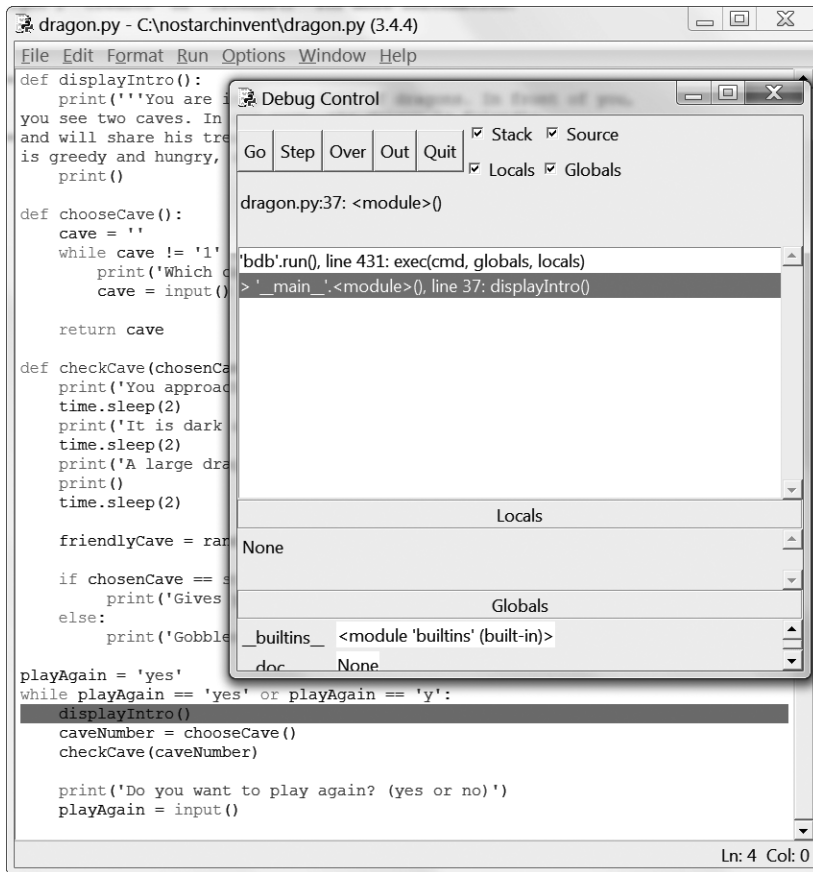 dragon.py - C:\nostarchinvent\dragon.py (3.4.4)
File Edit Format Run Options Window Help
def displayIntro():
print('''You are i
dragons. In front of you,
you see two caves. In
and will share his tre
is greedy and hungry,
print()
def chooseCave():
cave = ''
while cave != '1'
print('Which c
cave = input()
return cave
def checkCave(chosenCa
print('You approac
time.sleep(2)
print('It is dark
time.sleep(2)
print('A large dra
print()
time.sleep(2)
friendlyCave = ran
if chosenCave == s
print('Gives
else:
print('Gobble
playAgain = 'yes'
while playAgain == 'yes' or playAgain == 'y':
displayIntro()
caveNumber = chooseCave()
checkCave(caveNumber)
print('Do you want to play again? (yes or no)')
playAgain = input()
Ln: 4 Col: 0
Debug Control
Go Step Over Out Quit
Stack Source
Locals Globals
dragon.py:37: <module>()
'bdb'.run(), line 431: exec(cmd, globals, locals)
> '__main__'.<module>(), line 37: displayIntro()
Locals
None
Globals
__builtins__ <module 'builtins' (built-in)>
__doc__ None